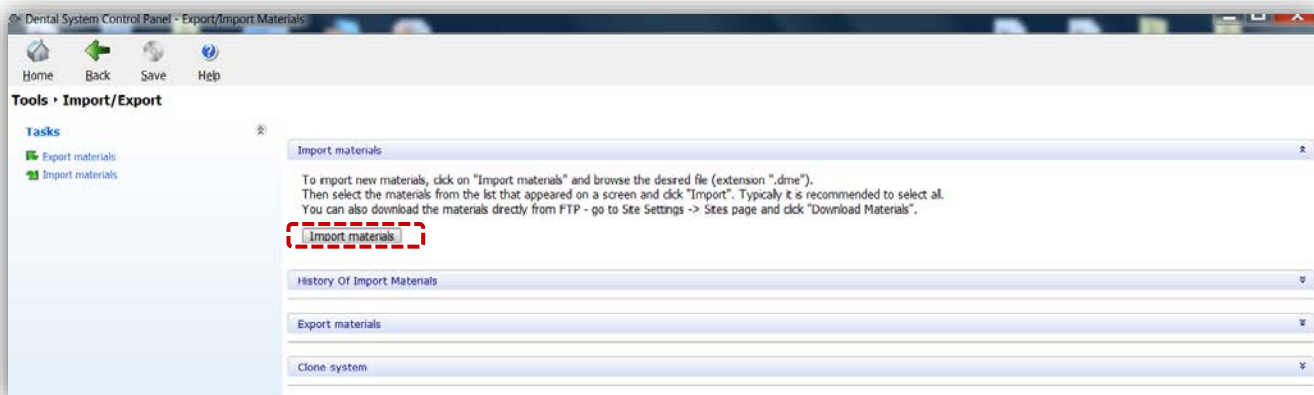 Dental System Control Panel - Export/Import Materials
Home Back Save Help
Tools ▸ Import/Export
Tasks
Export materials
Import materials
Import materials
To import new materials, click on "Import materials" and browse the desired file (extension ".dme").
Then select the materials from the list that appeared on a screen and click "Import". Typically it is recommended to select all.
You can also download the materials directly from FTP - go to Site Settings -> Sites page and click "Download Materials".
Import materials
History Of Import Materials
Export materials
Clone system